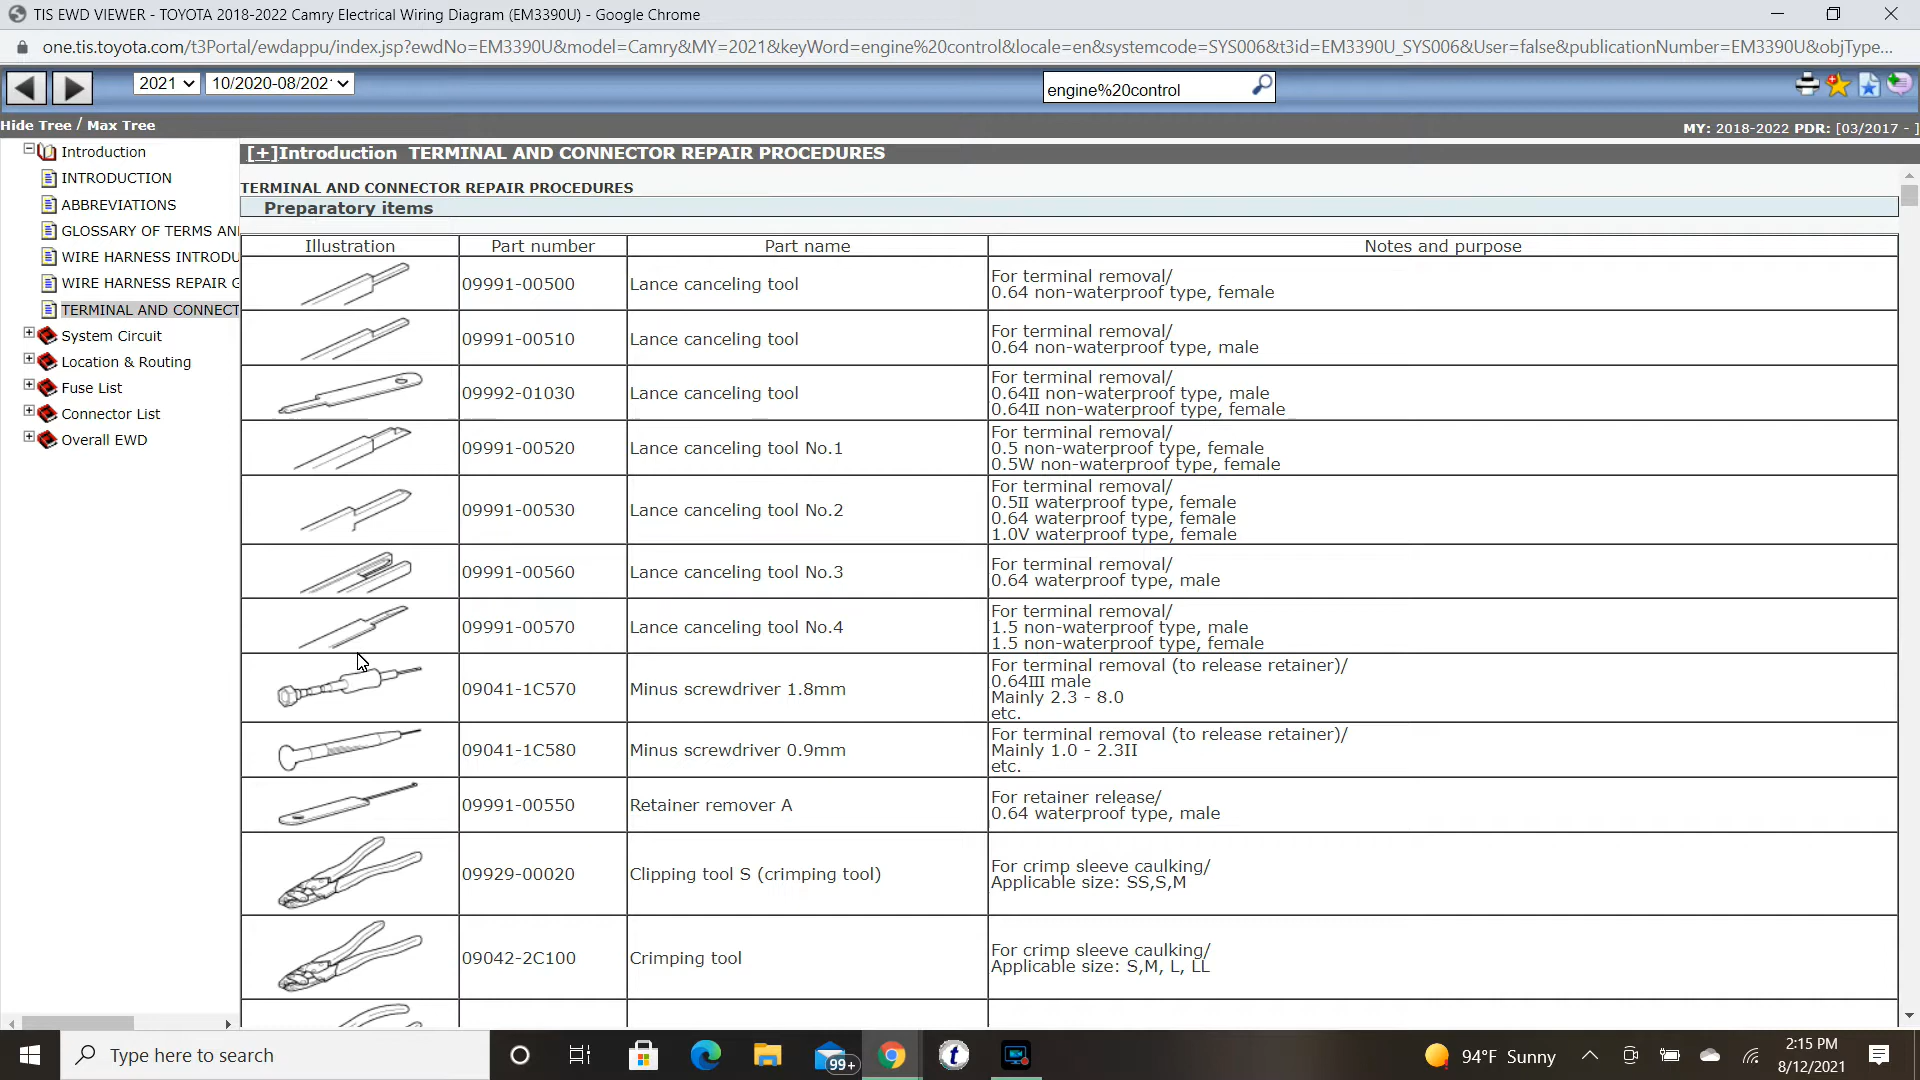 TIS EWD VIEWER - TOYOTA 2018-2022 Camry Electrical Wiring Diagram (EM3390U) - Google Chrome
one.tis.toyota.com/t3Portal/ewdappu/index.jsp?ewdNo=EM3390U&model=Camry&MY=2021&keyWord=engine%20control&locale=en&systemcode=SYS006&t3id=EM3390U_SYS006&User=false&publicationNumber=EM3390U&objType...
2021 10/2020-08/202 engine%20control
Hide Tree / Max Tree
MY: 2018-2022 PDR: [03/2017 - ]
Introduction
INTRODUCTION
ABBREVIATIONS
GLOSSARY OF TERMS AN
WIRE HARNESS INTRODU
WIRE HARNESS REPAIR G
TERMINAL AND CONNECT
System Circuit
Location & Routing
Fuse List
Connector List
Overall EWD
[+]Introduction TERMINAL AND CONNECTOR REPAIR PROCEDURES
TERMINAL AND CONNECTOR REPAIR PROCEDURES
Preparatory items
Illustration Part number Part name Notes and purpose
09991-00500 Lance canceling tool For terminal removal/
0.64 non-waterproof type, female
09991-00510 Lance canceling tool For terminal removal/
0.64 non-waterproof type, male
09992-01030 Lance canceling tool For terminal removal/
0.64II non-waterproof type, male
0.64II non-waterproof type, female
09991-00520 Lance canceling tool No.1 For terminal removal/
0.5 non-waterproof type, female
0.5W non-waterproof type, female
09991-00530 Lance canceling tool No.2 For terminal removal/
0.5II waterproof type, female
0.64 waterproof type, female
1.0V waterproof type, female
09991-00560 Lance canceling tool No.3 For terminal removal/
0.64 waterproof type, male
09991-00570 Lance canceling tool No.4 For terminal removal/
1.5 non-waterproof type, male
1.5 non-waterproof type, female
09041-1C570 Minus screwdriver 1.8mm For terminal removal (to release retainer)/
0.64III male
Mainly 2.3 - 8.0
etc.
09041-1C580 Minus screwdriver 0.9mm For terminal removal (to release retainer)/
Mainly 1.0 - 2.3II
etc.
09991-00550 Retainer remover A For retainer release/
0.64 waterproof type, male
09929-00020 Clipping tool S (crimping tool) For crimp sleeve caulking/
Applicable size: SS,S,M
09042-2C100 Crimping tool For crimp sleeve caulking/
Applicable size: S,M, L, LL
Type here to search
99+
t
94°F Sunny
2:15 PM
8/12/2021